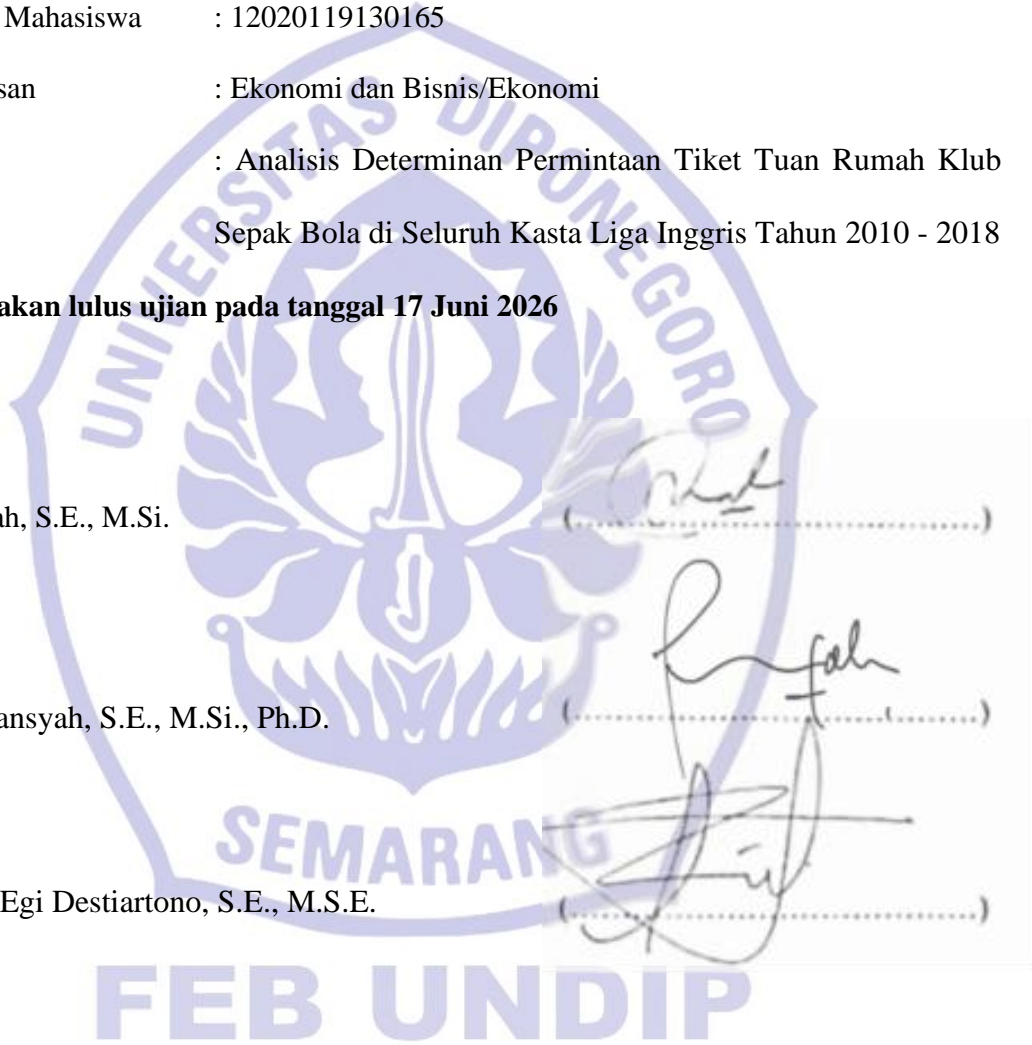 Mahasiswa : 12020119130165
san : Ekonomi dan Bisnis/Ekonomi
: Analisis Determinan Permintaan Tiket Tuan Rumah Klub
Sepak Bola di Seluruh Kasta Liga Inggris Tahun 2010 - 2018
akan lulus ujian pada tanggal 17 Juni 2026
UNIVERSITAS DIPONEGORO
ah, S.E., M.Si. (........................................)
ansyah, S.E., M.Si., Ph.D. (........................................)
SEMARANG
Egi Destiartono, S.E., M.S.E. (........................................)
FEB UNDIP